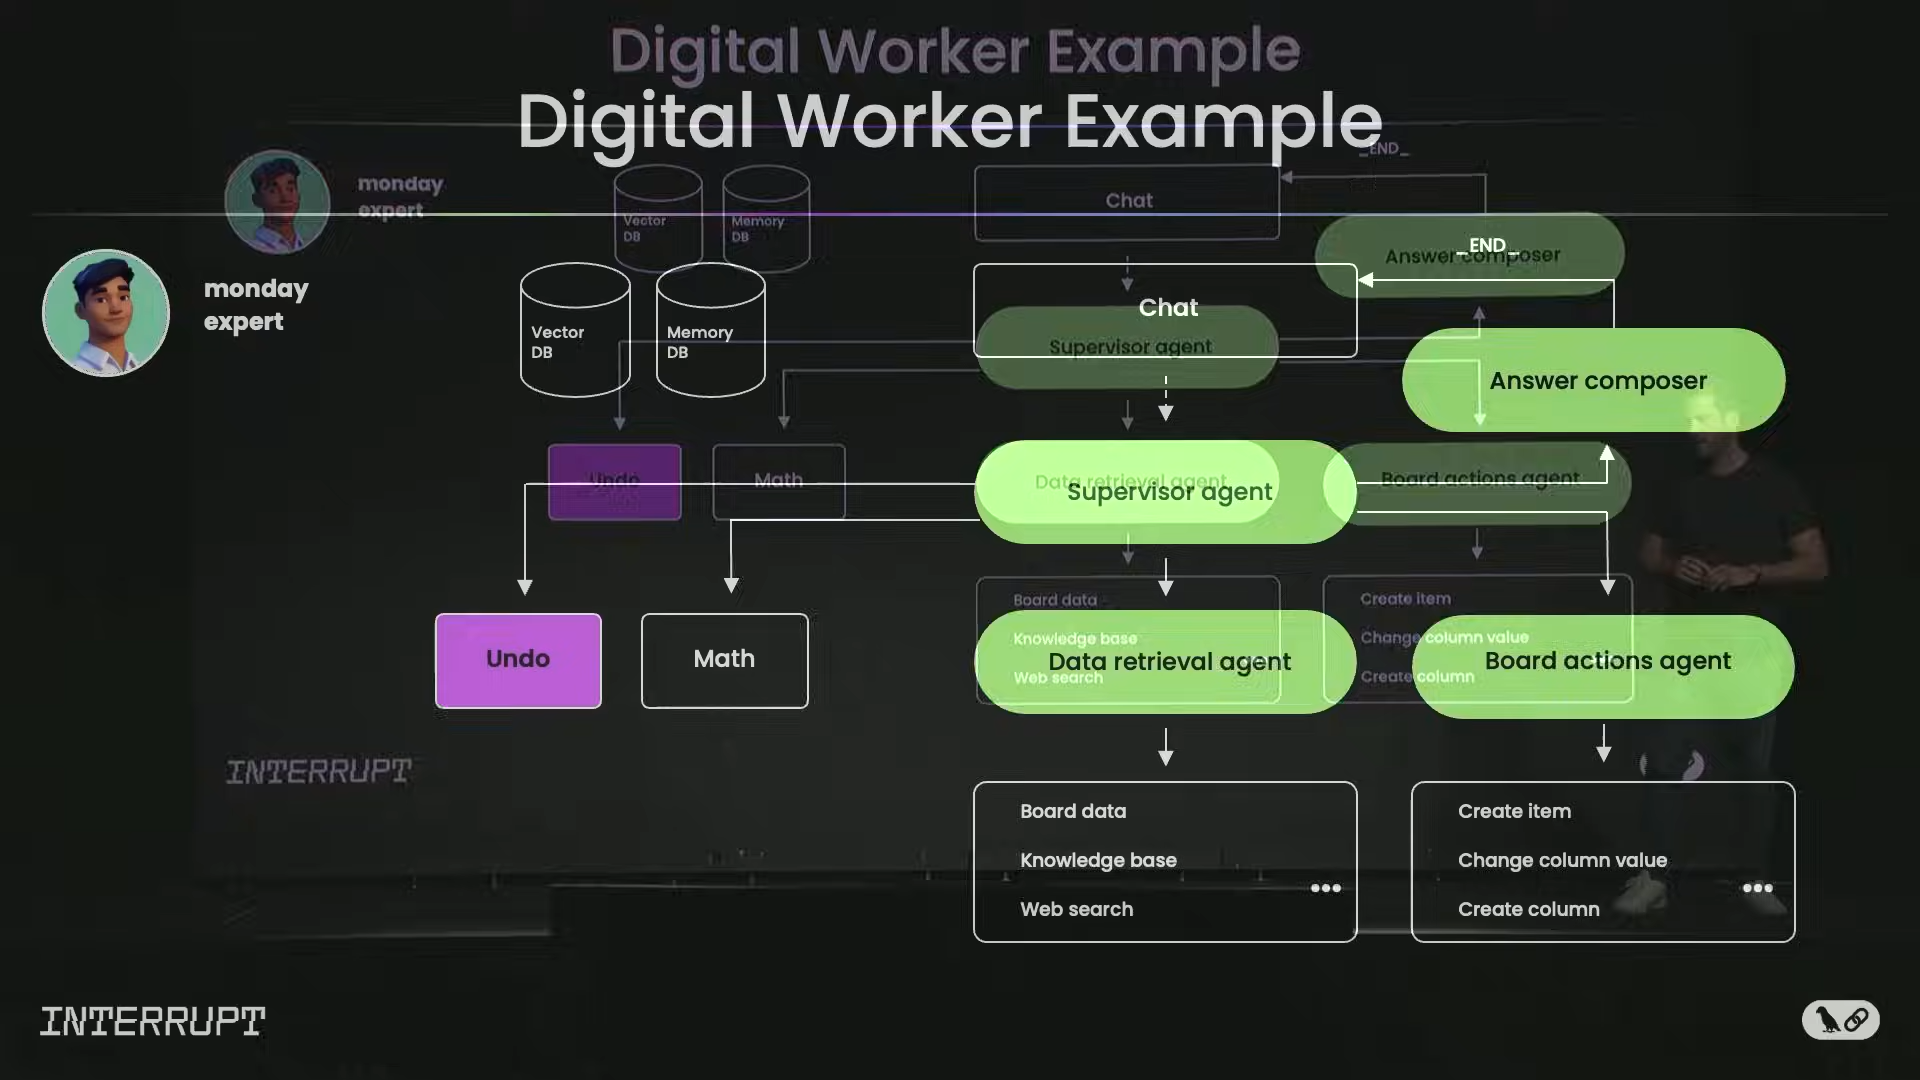 Digital Worker Example
Digital Worker Example
monday
expert
Vector
DB
Memory
DB
Chat
_END_
Answer composer
Supervisor agent
Undo
Math
Data retrieval agent
Board actions agent
Board data
Knowledge base
Web search
Create item
Change column value
Create column
INTERRUPT
monday
expert
Vector
DB
Memory
DB
Chat
_END_
Answer composer
Supervisor agent
Undo
Math
Data retrieval agent
Board actions agent
Board data
Knowledge base
Web search
Create item
Change column value
Create column
INTERRUPT